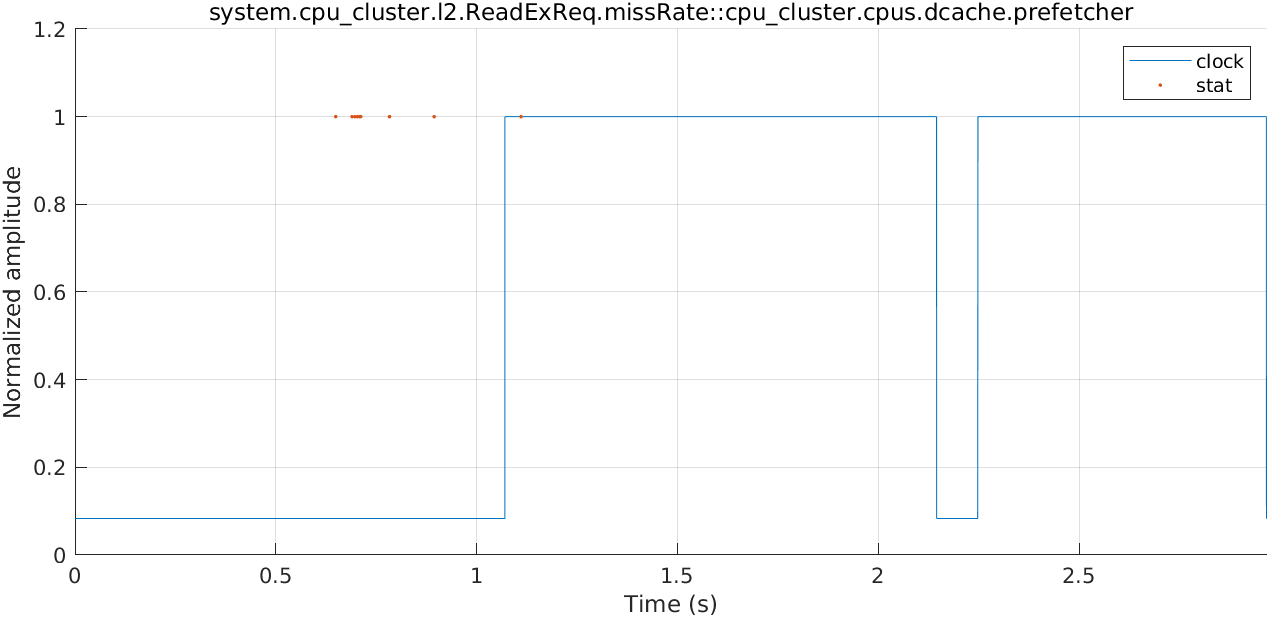 system.cpu_cluster.l2.ReadExReq.missRate::cpu_cluster.cpus.dcache.prefetcher
clock
stat
Normalized amplitude
1.2
1
0.8
0.6
0.4
0.2
0
0
0.5
1
1.5
2
2.5
Time (s)